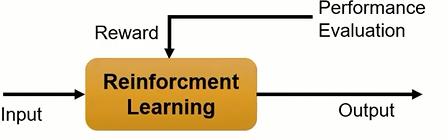 Performance
Evaluation
Reward
Reinforcment
Learning
Input
Output